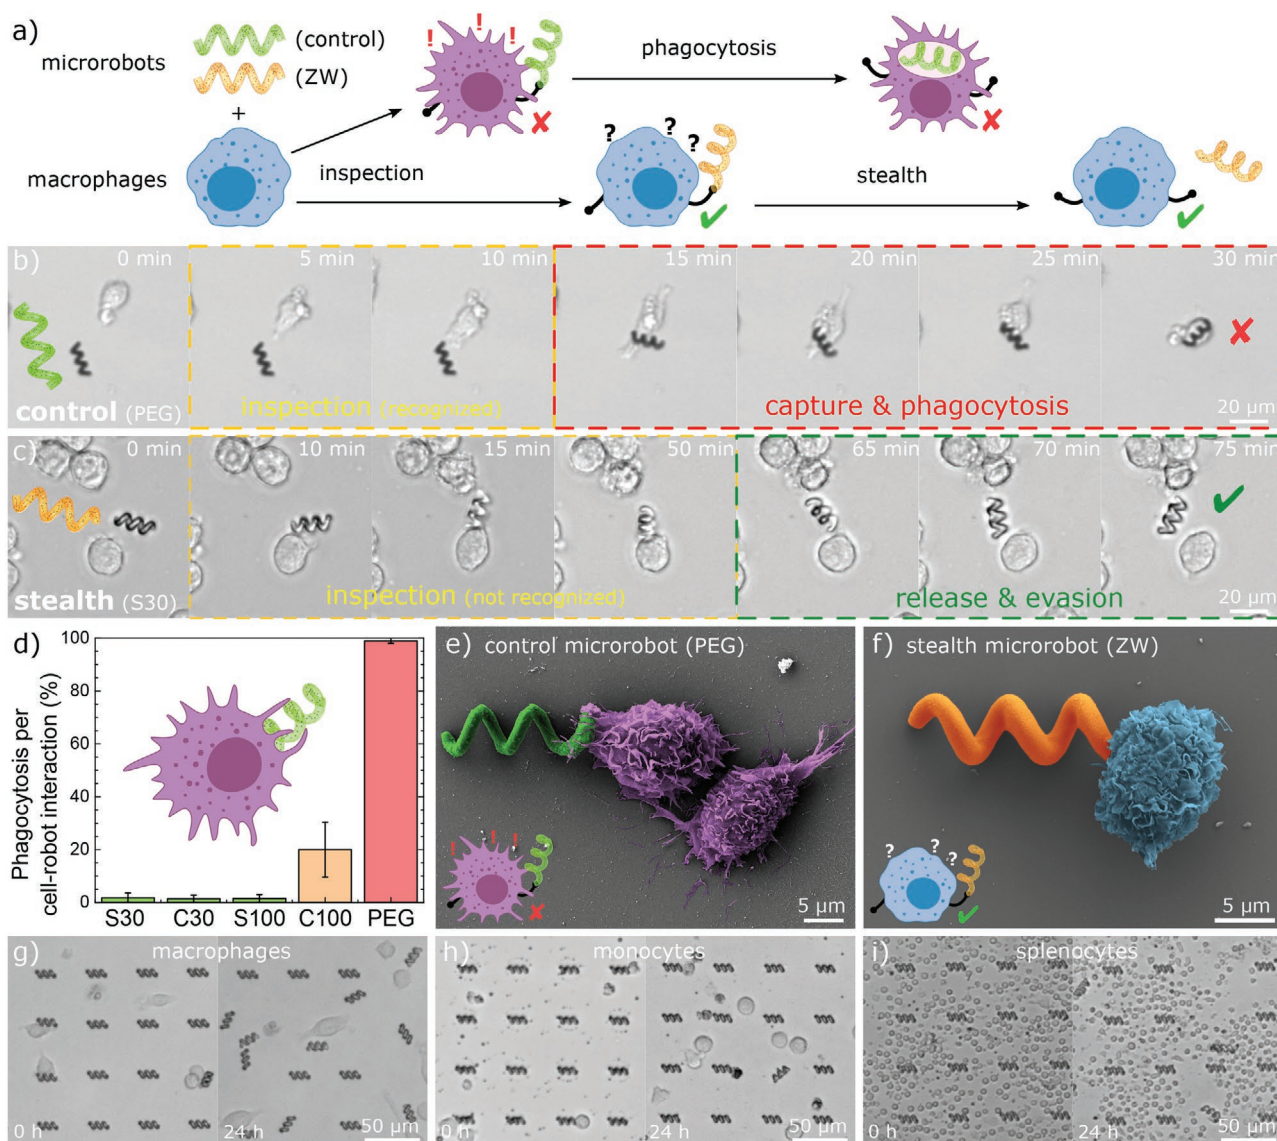 a)
microrobots
(control)
(ZW)
+
macrophages
! ! !
✘
phagocytosis
✘
inspection
? ? ?
✔
stealth
✔
b)
0 min
5 min
10 min
15 min
20 min
25 min
30 min
✘
control (PEG)
inspection (recognized)
capture & phagocytosis
20 µm
c)
0 min
10 min
15 min
50 min
65 min
70 min
75 min
✔
stealth (S30)
inspection (not recognized)
release & evasion
20 µm
d)
Phagocytosis per
cell-robot interaction (%)
100
80
60
40
20
0
S30 C30 S100 C100 PEG
e) control microrobot (PEG)
! ! !
✘
5 µm
f) stealth microrobot (ZW)
? ? ?
✔
5 µm
g) macrophages
0 h
24 h
50 µm
h) monocytes
0 h
24 h
50 µm
i) splenocytes
0 h
24 h
50 µm